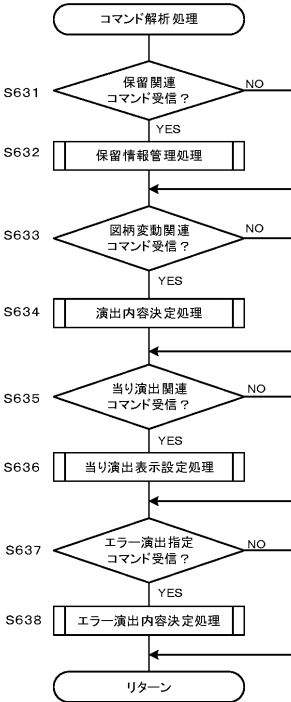 コマンド解析処理
S631
保留関連
コマンド受信？
NO
YES
S632
保留情報管理処理
S633
図柄変動関連
コマンド受信？
NO
YES
S634
演出内容決定処理
S635
当り演出関連
コマンド受信？
NO
YES
S636
当り演出表示設定処理
S637
エラー演出指定
コマンド受信？
NO
YES
S638
エラー演出内容決定処理
リターン